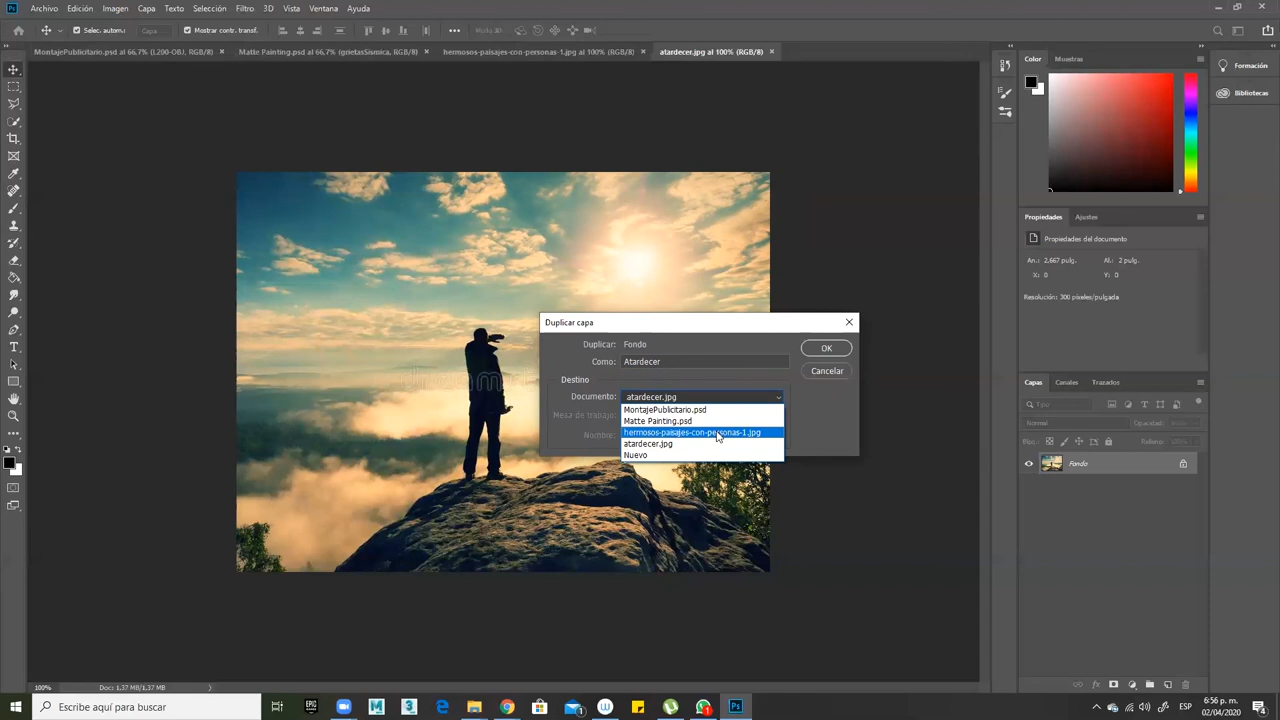 Ps Archivo Edición Imagen Capa Texto Selección Filtro 3D Vista Ventana Ayuda
Selec. autom.: Capa Mostrar contr. transf. ••• Modo 3D:
MontajePublicitario.psd al 66,7% (L200-OBJ, RGB/8) ×
Matte Painting.psd al 66,7% (grietasSismica, RGB/8) ×
hermosos-paisajes-con-personas-1.jpg al 100% (RGB/8) ×
atardecer.jpg al 100% (RGB/8) ×
Color Muestras
Formación
Bibliotecas
Propiedades Ajustes
Propiedades del documento
An.: 2,667 pulg. Al.: 2 pulg.
X: 0 Y: 0
Resolución: 300 píxeles/pulgada
Duplicar capa
Duplicar: Fondo
OK
Como: Atardecer
Cancelar
Destino
Documento: atardecer.jpg
MontajePublicitario.psd
Mesa de trabajo:
Matte Painting.psd
hermosos-paisajes-con-personas-1.jpg
Nombre:
atardecer.jpg
Nuevo
Capas Canales Trazados
Tipo
Normal Opacidad:
Bloq.: Relleno:
Fondo
100% Doc: 1,37 MB/1,37 MB
Escribe aquí para buscar
ESP
6:56 p. m.
02/04/2020